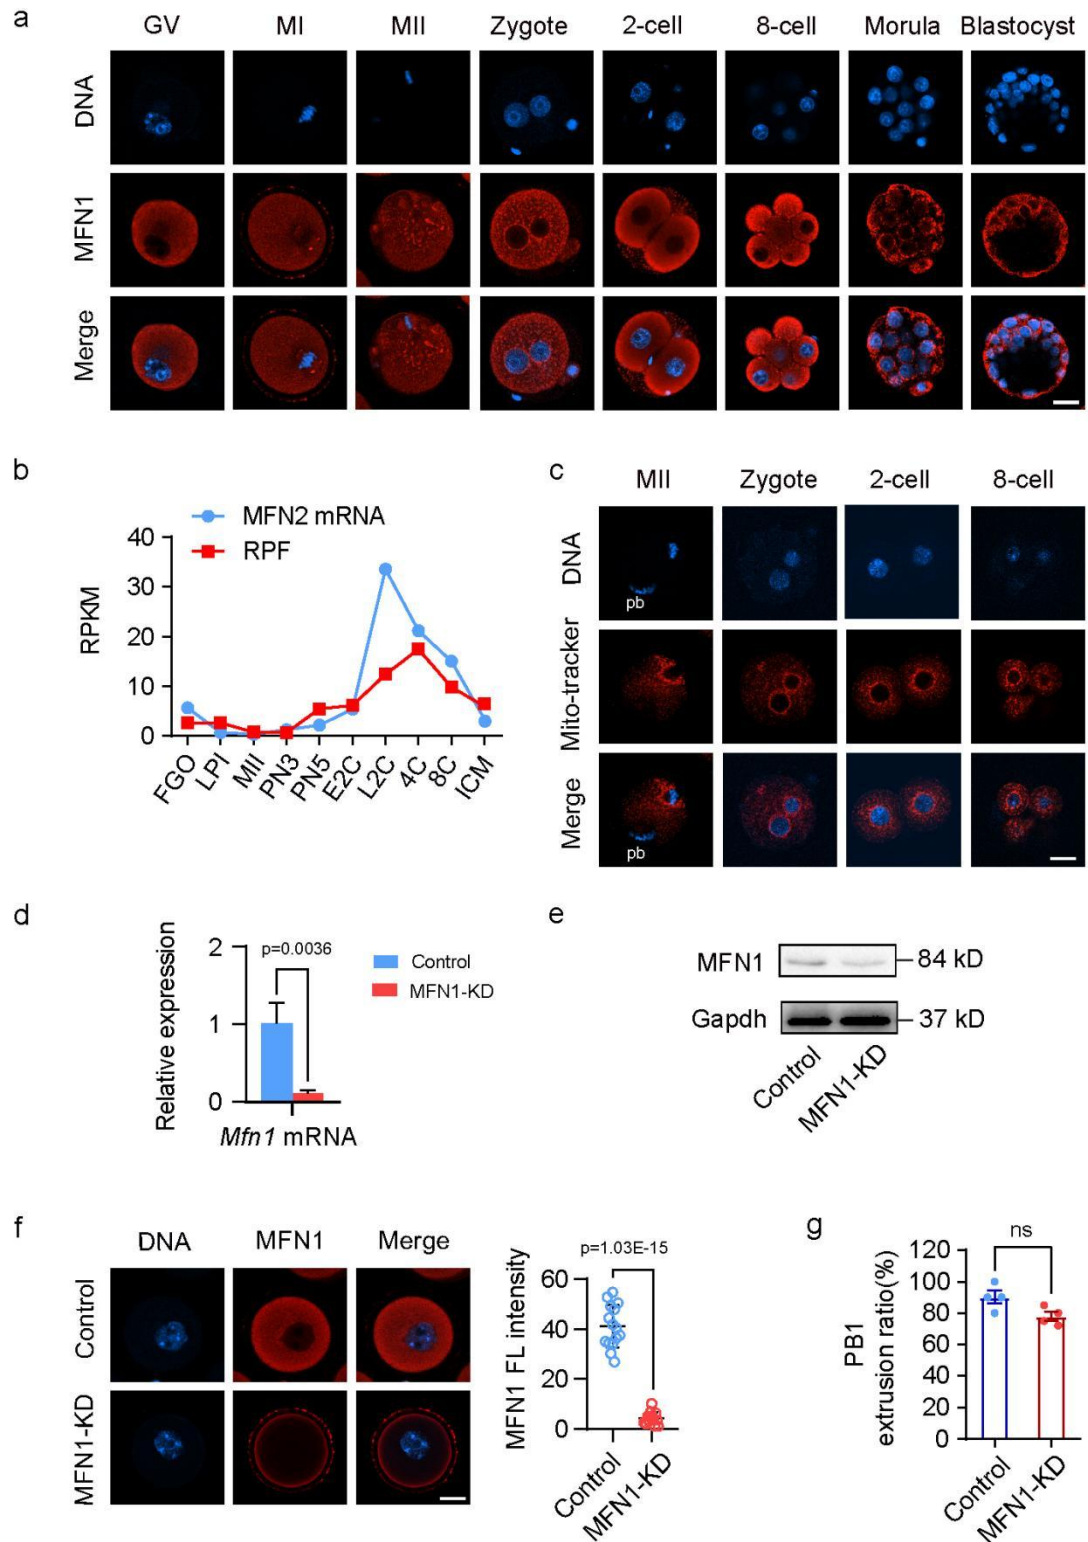 a
GV MI MII Zygote 2-cell 8-cell Morula Blastocyst
DNA
MFN1
Merge
b
MFN2 mRNA
RPF
RPKM
40
30
20
10
0
FGO LPI MII PN3 PN5 E2C L2C 4C 8C ICM
c
MII Zygote 2-cell 8-cell
DNA
pb
Mito-tracker
Merge
pb
d
Relative expression
2
1
0
p=0.0036
Control
MFN1-KD
Mfn1 mRNA
e
MFN1 84 kD
Gapdh 37 kD
Control MFN1-KD
f
DNA MFN1 Merge
Control
MFN1-KD
p=1.03E-15
MFN1 FL intensity
60
40
20
0
Control MFN1-KD
g
ns
PB1
extrusion ratio(%)
120
100
80
60
40
20
0
Control MFN1-KD